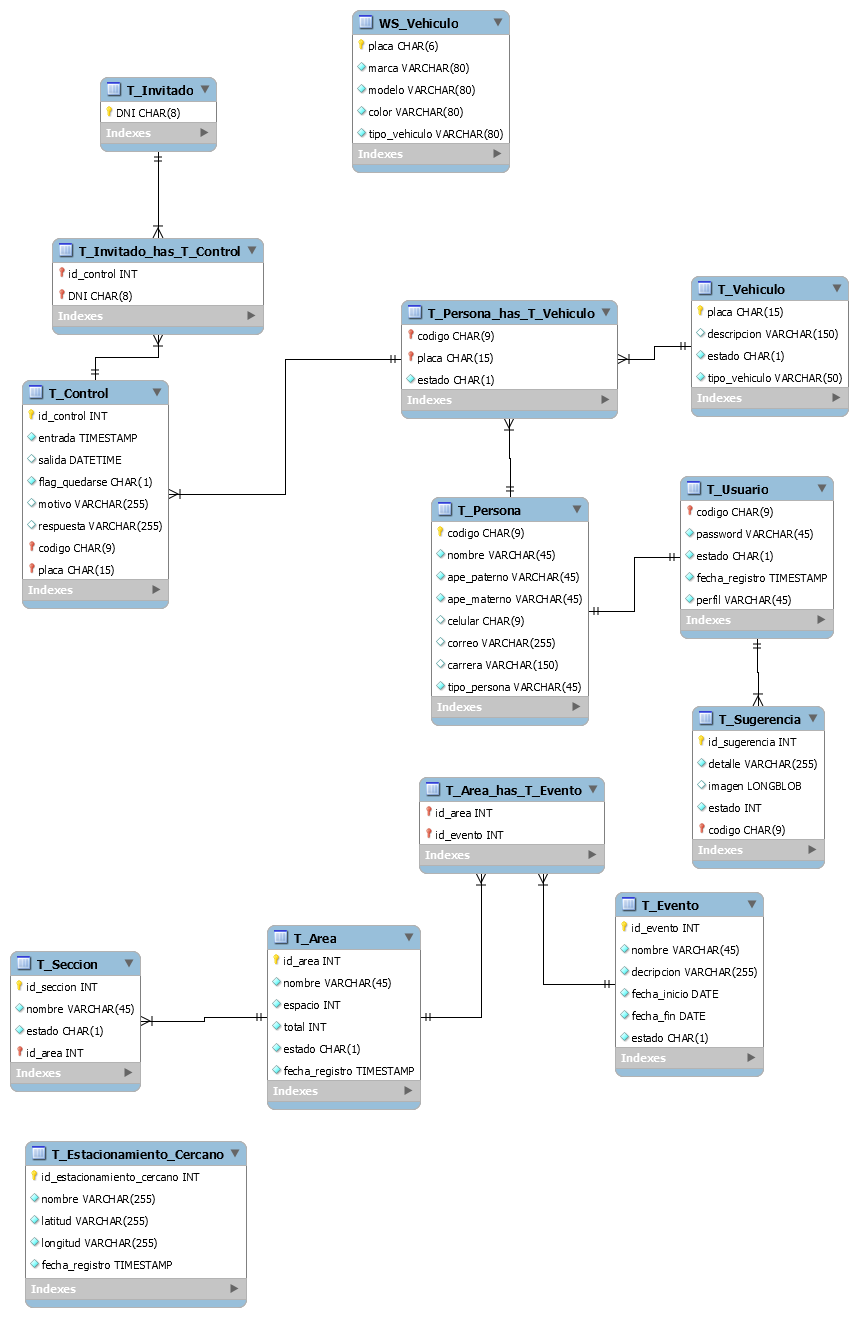 WS_Vehiculo
placa CHAR(6)
marca VARCHAR(80)
modelo VARCHAR(80)
color VARCHAR(80)
tipo_vehiculo VARCHAR(80)
Indexes
T_Invitado
DNI CHAR(8)
Indexes
T_Invitado_has_T_Control
id_control INT
DNI CHAR(8)
Indexes
T_Persona_has_T_Vehiculo
codigo CHAR(9)
placa CHAR(15)
estado CHAR(1)
Indexes
T_Vehiculo
placa CHAR(15)
descripcion VARCHAR(150)
estado CHAR(1)
tipo_vehiculo VARCHAR(50)
Indexes
T_Control
id_control INT
entrada TIMESTAMP
salida DATETIME
flag_quedarse CHAR(1)
motivo VARCHAR(255)
respuesta VARCHAR(255)
codigo CHAR(9)
placa CHAR(15)
Indexes
T_Persona
codigo CHAR(9)
nombre VARCHAR(45)
ape_paterno VARCHAR(45)
ape_materno VARCHAR(45)
celular CHAR(9)
correo VARCHAR(255)
carrera VARCHAR(150)
tipo_persona VARCHAR(45)
Indexes
T_Usuario
codigo CHAR(9)
password VARCHAR(45)
estado CHAR(1)
fecha_registro TIMESTAMP
perfil VARCHAR(45)
Indexes
T_Sugerencia
id_sugerencia INT
detalle VARCHAR(255)
imagen LONGBLOB
estado INT
codigo CHAR(9)
Indexes
T_Area_has_T_Evento
id_area INT
id_evento INT
Indexes
T_Evento
id_evento INT
nombre VARCHAR(45)
decripcion VARCHAR(255)
fecha_inicio DATE
fecha_fin DATE
estado CHAR(1)
Indexes
T_Area
id_area INT
nombre VARCHAR(45)
espacio INT
total INT
estado CHAR(1)
fecha_registro TIMESTAMP
Indexes
T_Seccion
id_seccion INT
nombre VARCHAR(45)
estado CHAR(1)
id_area INT
Indexes
T_Estacionamiento_Cercano
id_estacionamiento_cercano INT
nombre VARCHAR(255)
latitud VARCHAR(255)
longitud VARCHAR(255)
fecha_registro TIMESTAMP
Indexes